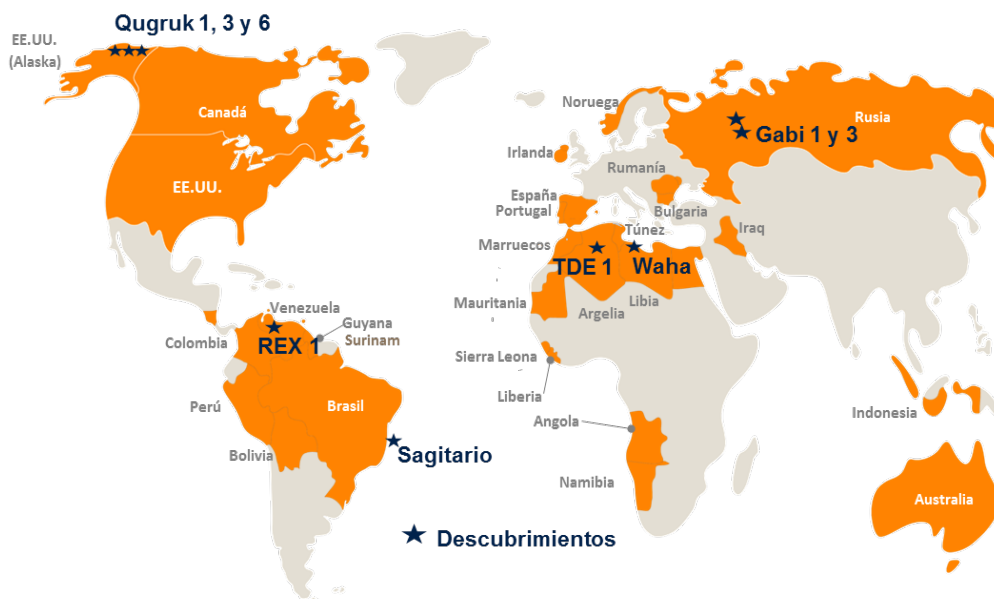 Qugruk 1, 3 y 6
EE.UU.
(Alaska)
Canadá
EE.UU.
Noruega
Rusia
Gabi 1 y 3
Irlanda
Rumanía
España
Portugal
Bulgaria
Túnez
Iraq
Marruecos
TDE 1
Waha
Mauritania
Argelia
Libia
Venezuela
Guyana
Surinam
Colombia
REX 1
Sierra Leona
Liberia
Perú
Brasíl
Indonesia
Angola
Bolivia
Sagitario
Namibia
Australia
Descubrimientos